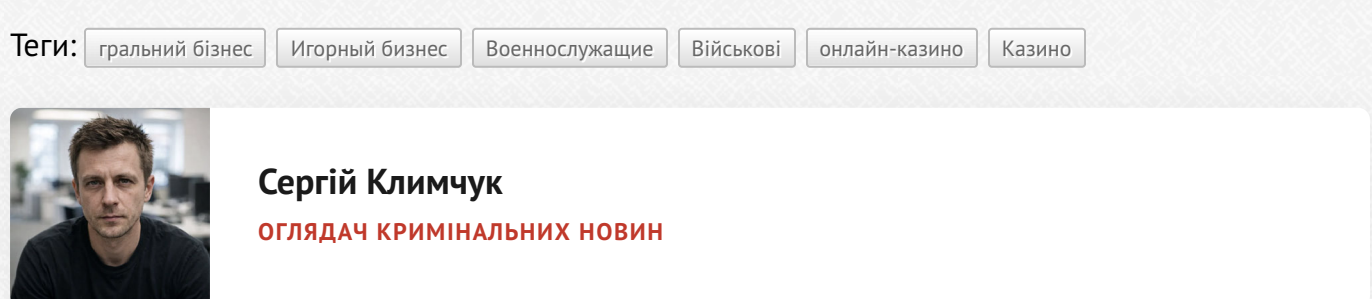 Теги: гральний бізнес Игорный бизнес Военнослужащие Військові онлайн-казино Казино
Сергій Климчук
ОГЛЯДАЧ КРИМІНАЛЬНИХ НОВИН